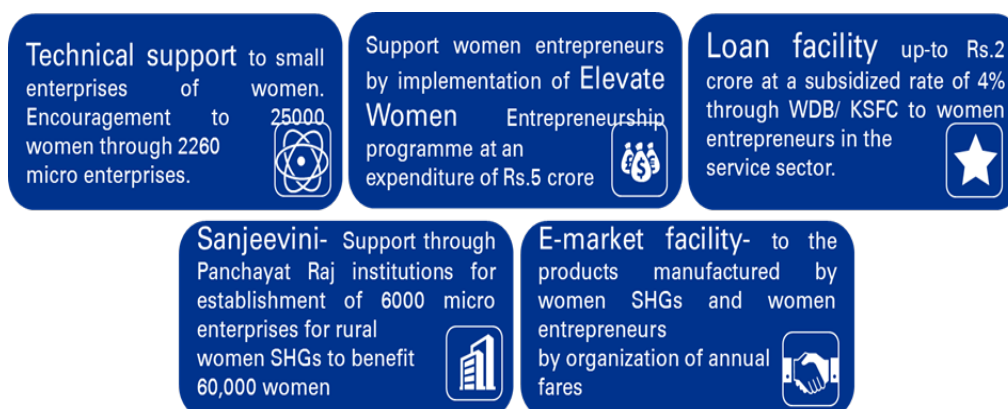 Technical support to small
enterprises of women.
Encouragement to 25000
women through 2260
micro enterprises.
Support women entrepreneurs
by implementation of Elevate
Women Entrepreneurship
programme at an
expenditure of Rs.5 crore
Loan facility up-to Rs.2
crore at a subsidized rate of 4%
through WDB/ KSFC to women
entrepreneurs in the
service sector.
Sanjeevini- Support through
Panchayat Raj institutions for
establishment of 6000 micro
enterprises for rural
women SHGs to benefit
60,000 women
E-market facility- to the
products manufactured by
women SHGs and women
entrepreneurs
by organization of annual
fares